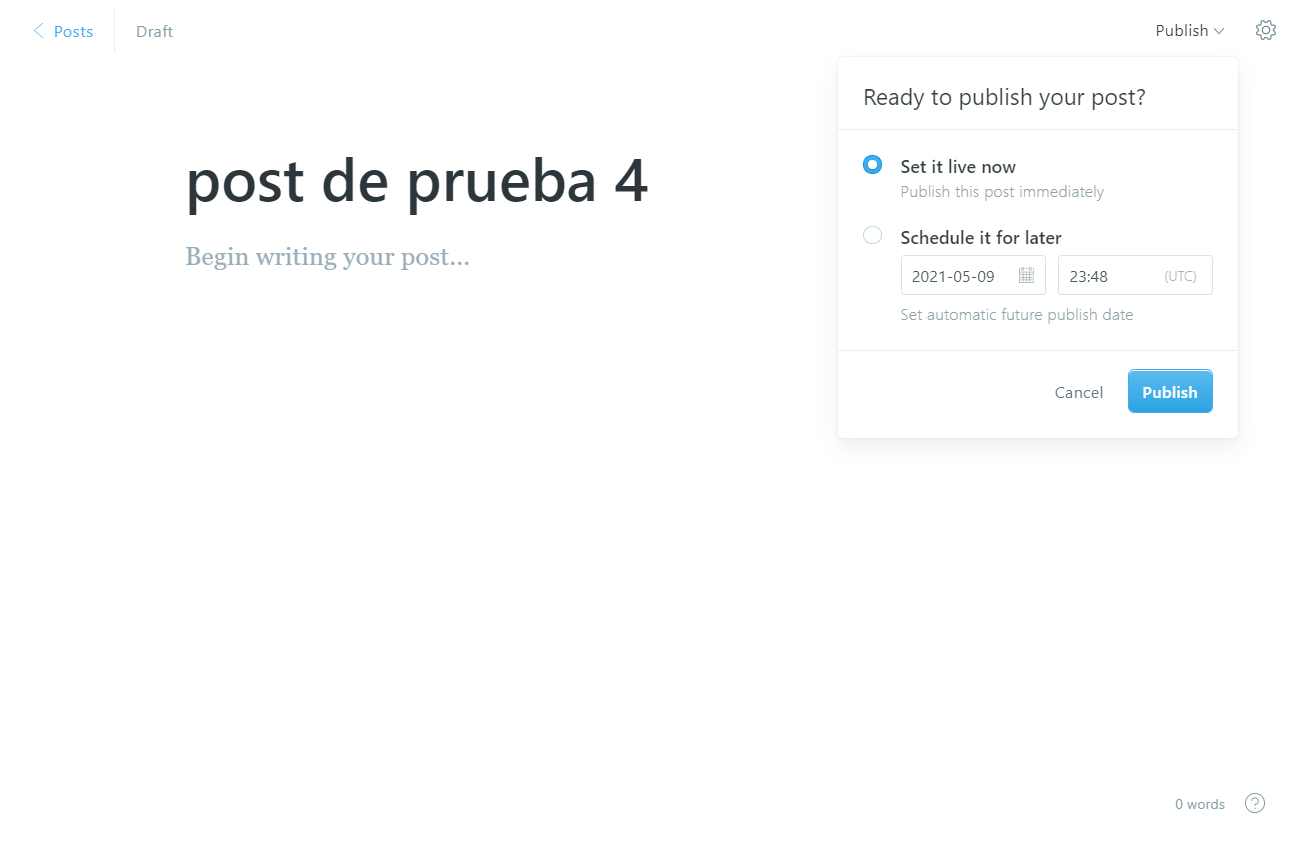 Posts
Draft
Publish
Ready to publish your post?
post de prueba 4
Begin writing your post...
Set it live now
Publish this post immediately
Schedule it for later
2021-05-09
23:48
(UTC)
Set automatic future publish date
Cancel
Publish
0 words
?